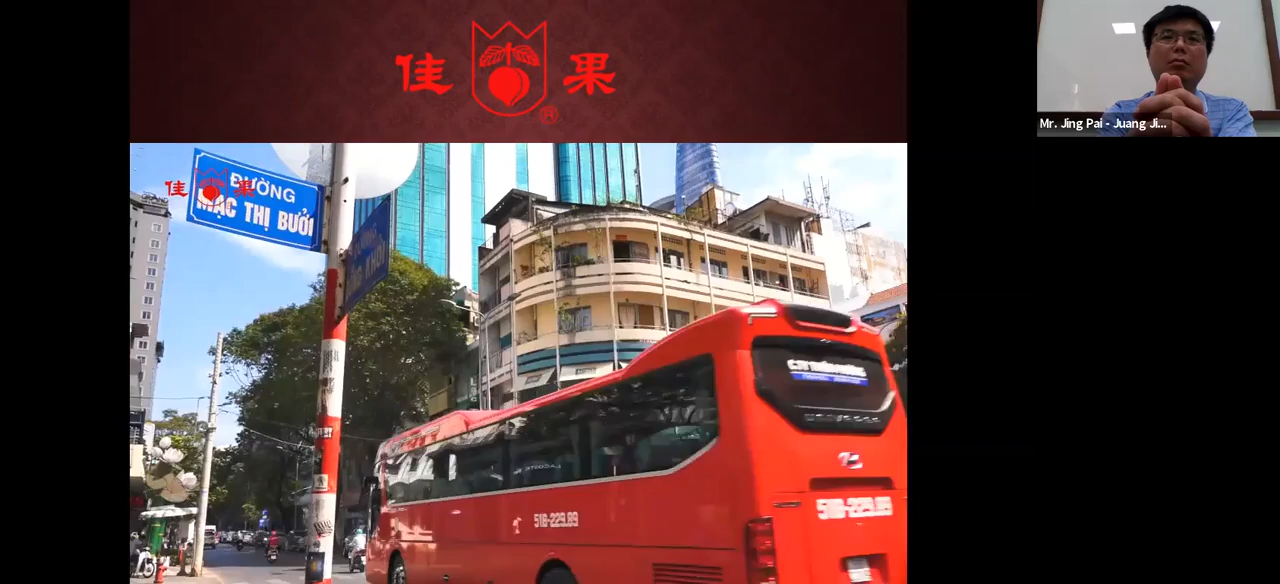 佳 果
®
Mr. Jing Pai - Juang Ji...
佳 果
ĐƯỜNG
MẠC THỊ BƯỞI
51B-229.89
51B-229.89